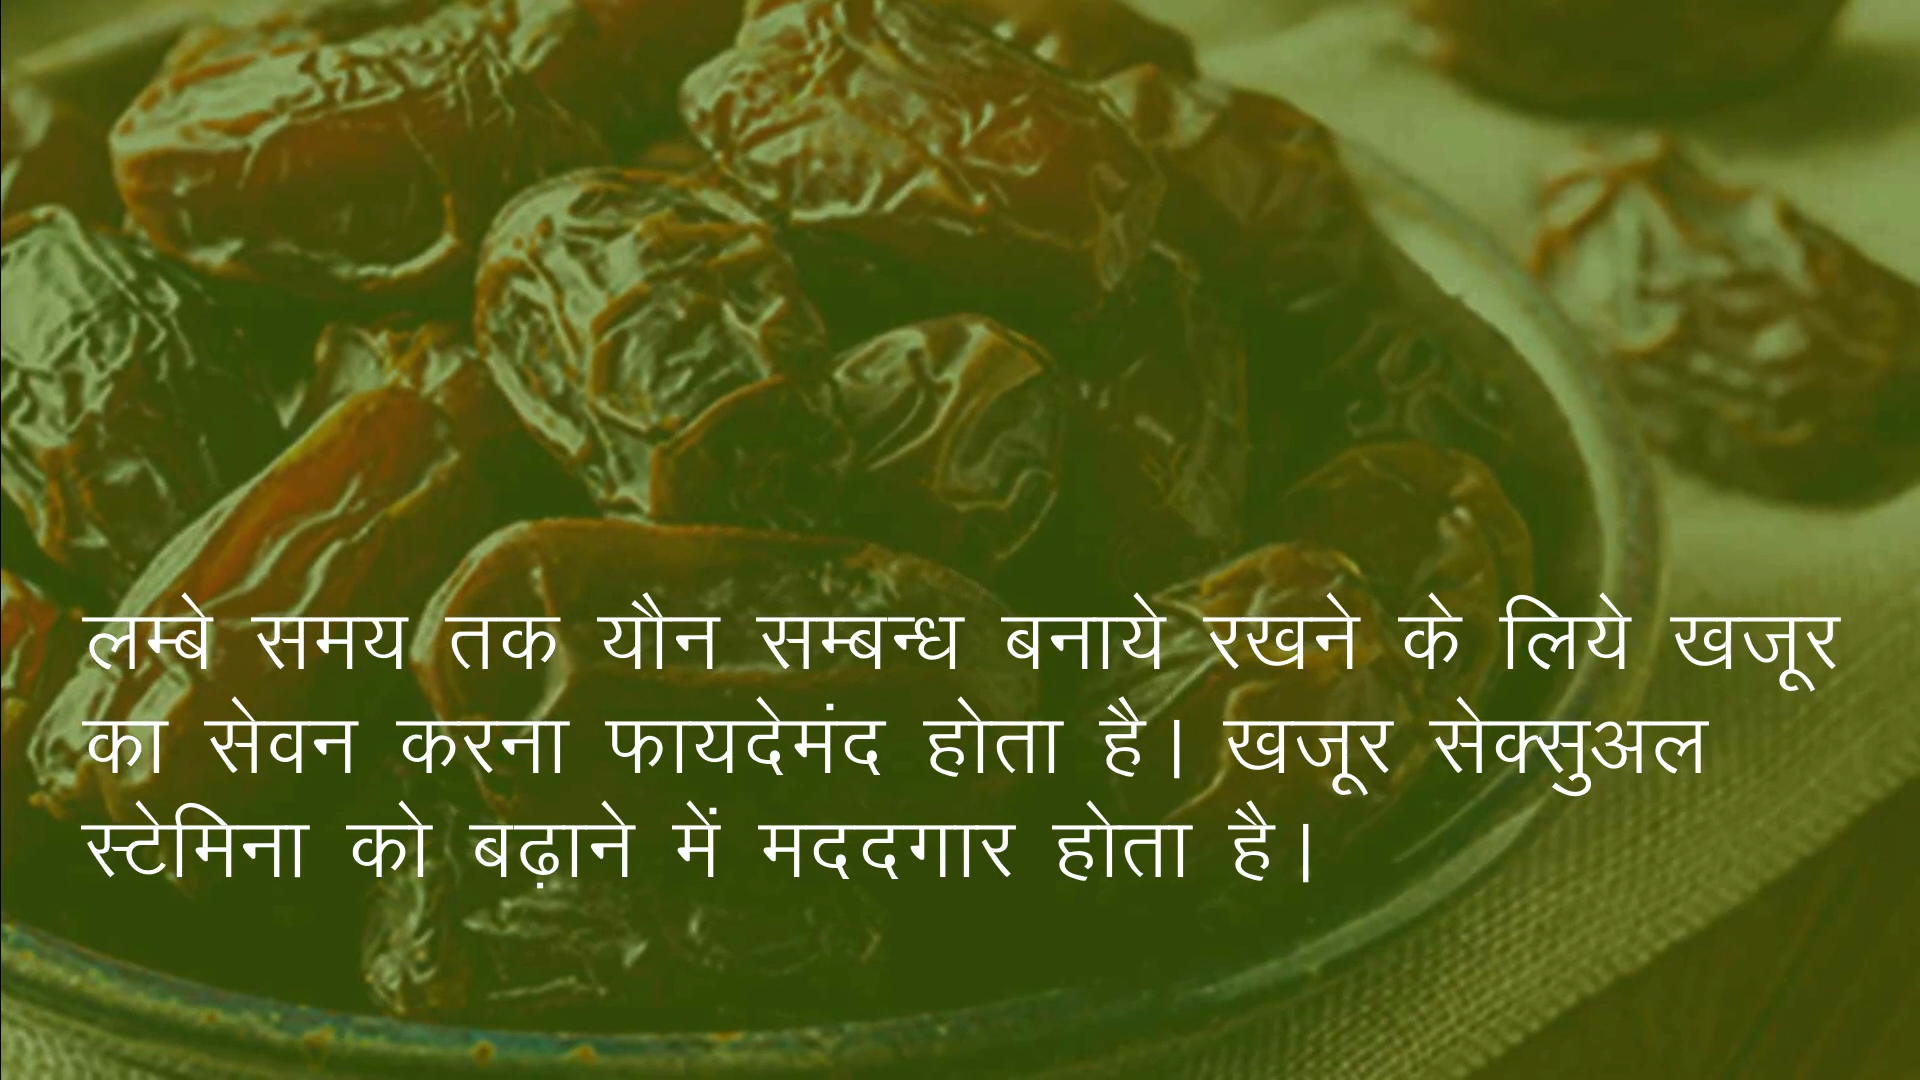 लम्बे समय तक यौन सम्बन्ध बनाये रखने के लिये खजूर
का सेवन करना फायदेमंद होता है। खजूर सेक्सुअल
स्टेमिना को बढ़ाने में मददगार होता है।